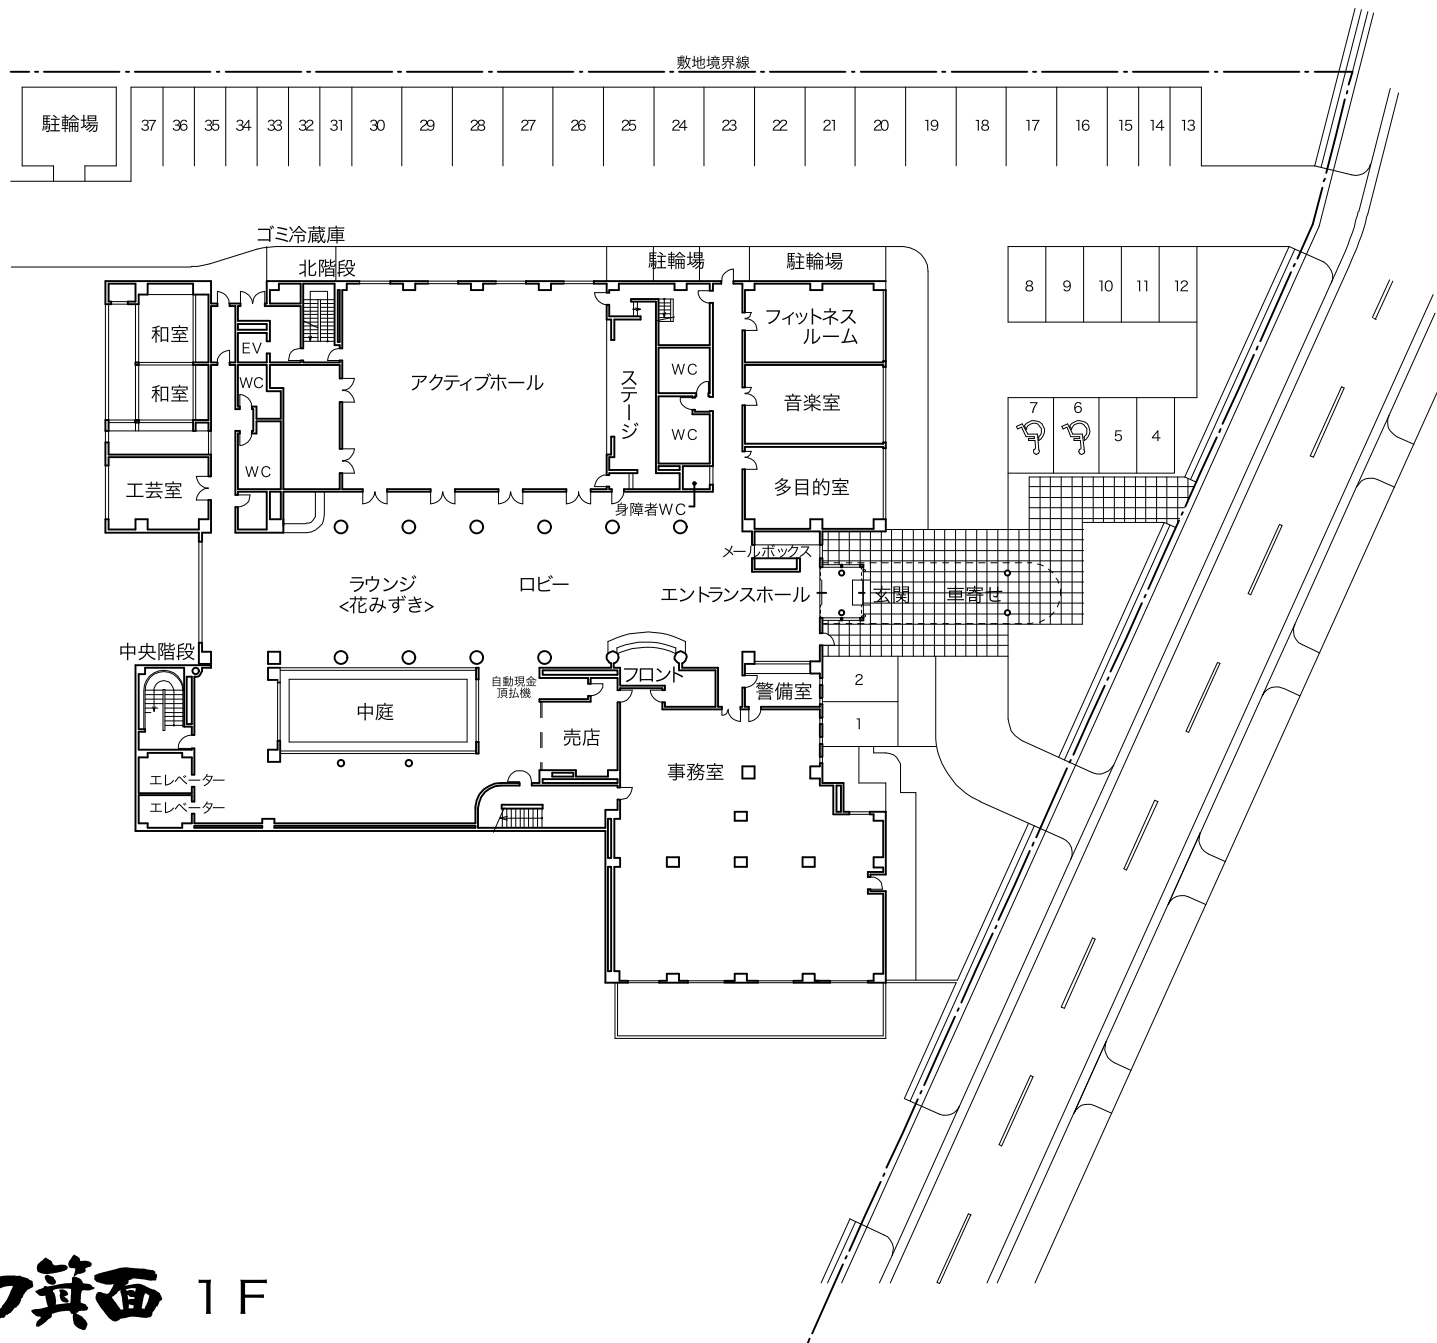 敷地境界線
駐輪場
37 36 35 34 33 32 31 30 29 28 27 26 25 24 23 22 21 20 19 18 17 16 15 14 13
ゴミ冷蔵庫
北階段
駐輪場
駐輪場
8 9 10 11 12
和室
EV
フィットネス
ルーム
和室
WC
アクティブホール
ステージ
WC
音楽室
7 6 5 4
WC
WC
工芸室
多目的室
身障者WC
メールボックス
ラウンジ
<花みずき>
ロビー
エントランスホール
玄関
車寄せ
中央階段
フロント
自動現金
頂払機
警備室
2
中庭
売店
1
事務室
エレベーター
エレベーター
箕面 1F